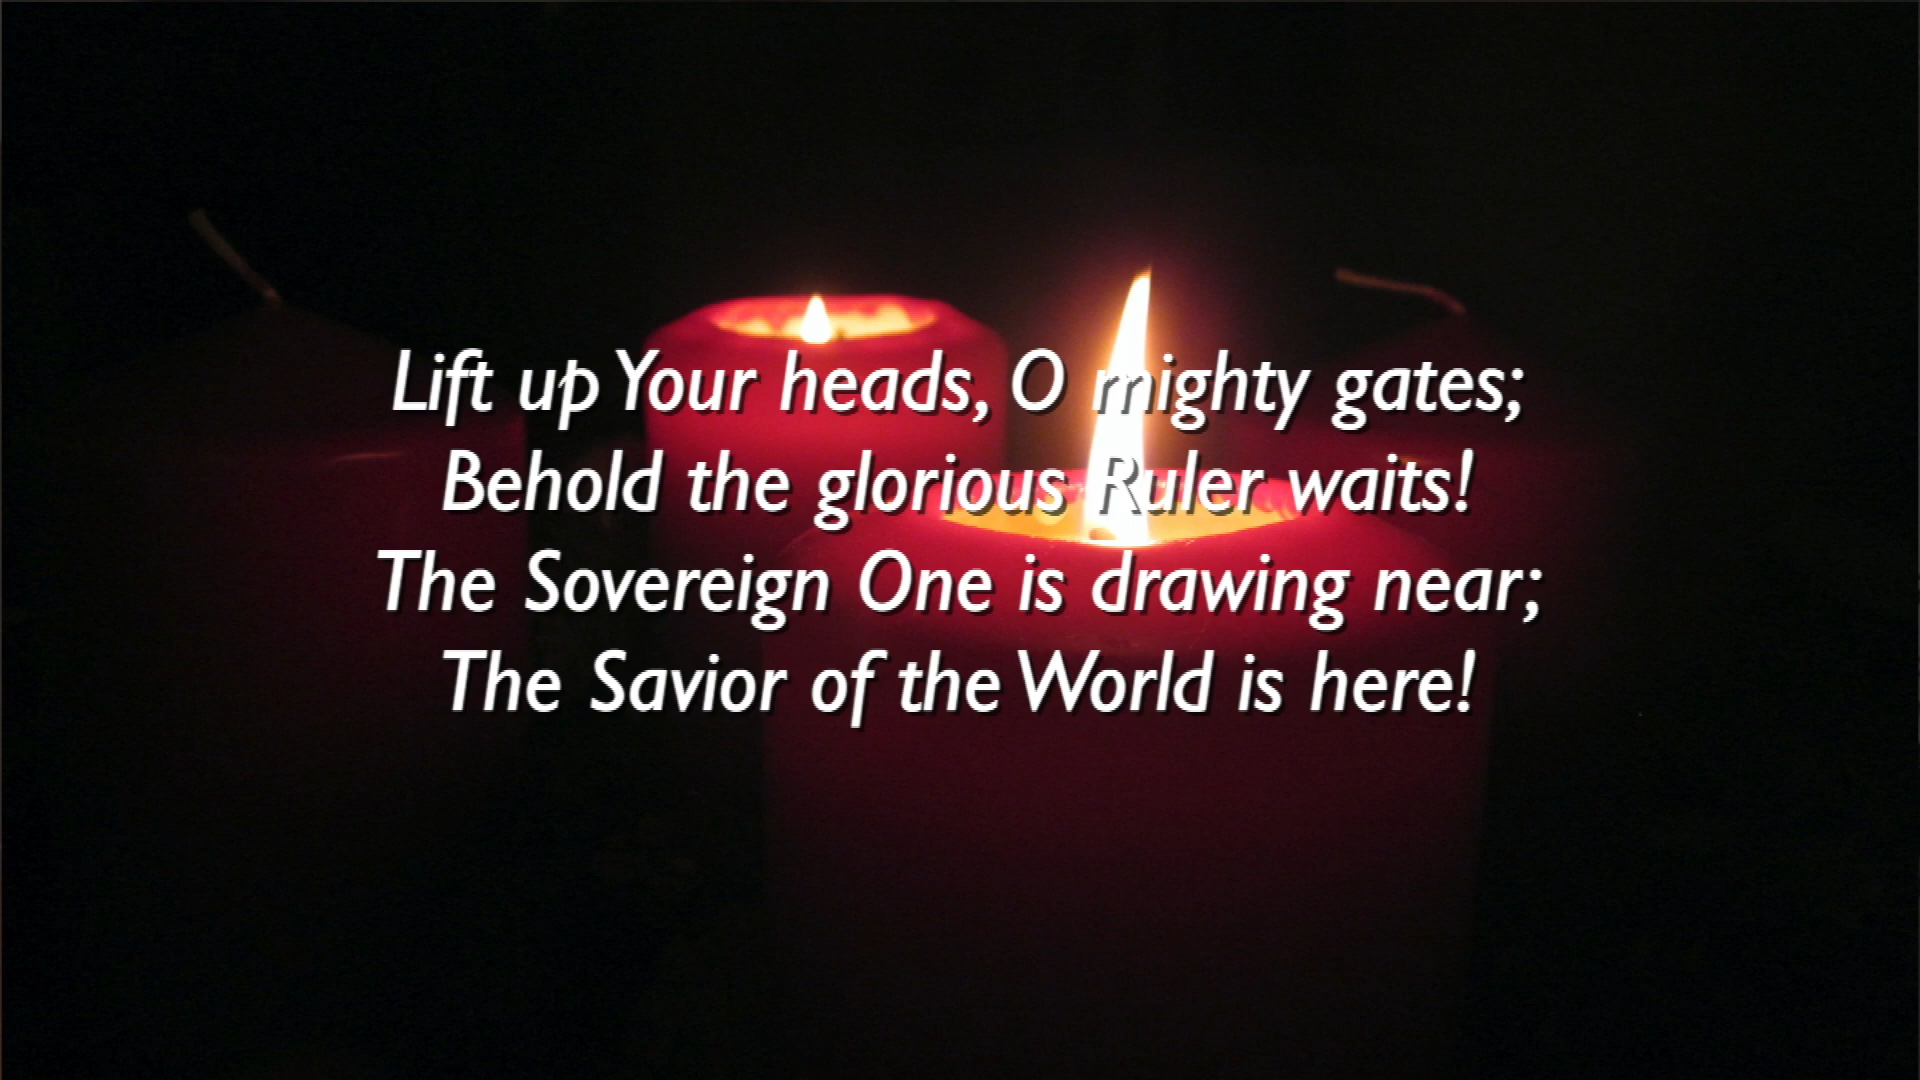 Lift up Your heads, O mighty gates;
Behold the glorious Ruler waits!
The Sovereign One is drawing near;
The Savior of the World is here!